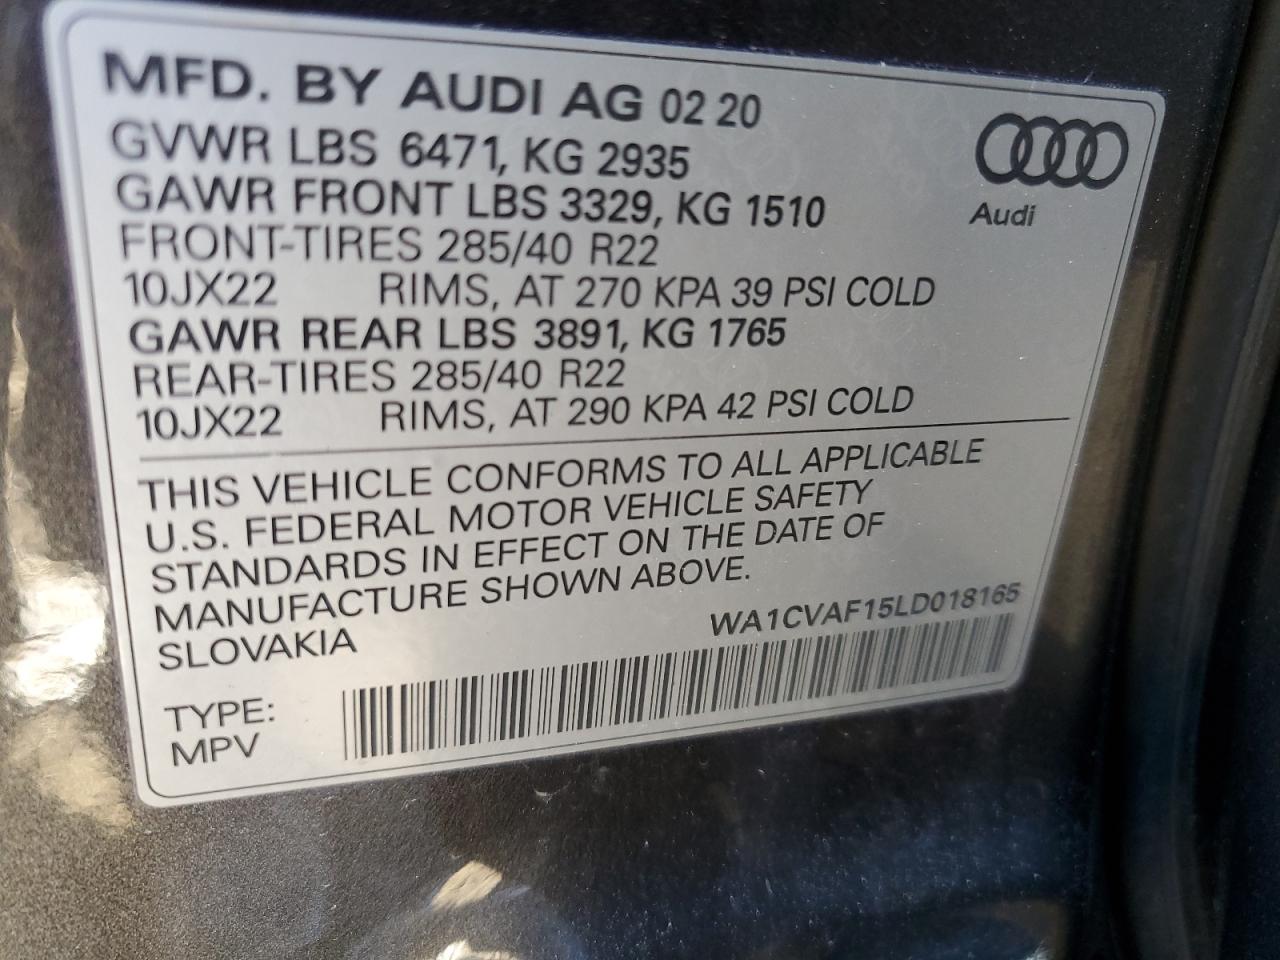 MFD. BY AUDI AG 02 20
GVWR LBS 6471, KG 2935
GAWR FRONT LBS 3329, KG 1510
FRONT-TIRES 285/40 R22
10JX22 RIMS, AT 270 KPA 39 PSI COLD
GAWR REAR LBS 3891, KG 1765
REAR-TIRES 285/40 R22
10JX22 RIMS, AT 290 KPA 42 PSI COLD
Audi
THIS VEHICLE CONFORMS TO ALL APPLICABLE
U.S. FEDERAL MOTOR VEHICLE SAFETY
STANDARDS IN EFFECT ON THE DATE OF
MANUFACTURE SHOWN ABOVE.
SLOVAKIA
WA1CVAF15LD018165
TYPE:
MPV